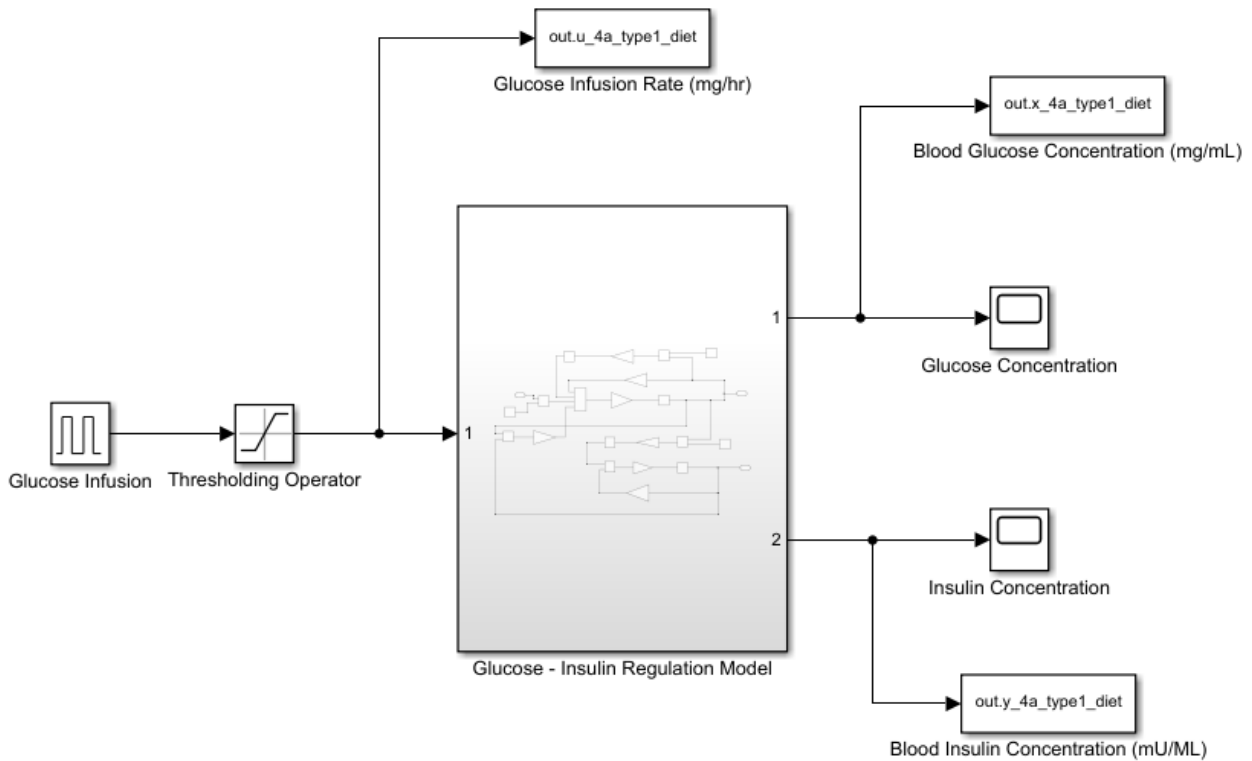 out.u_4a_type1_diet
Glucose Infusion Rate (mg/hr)
out.x_4a_type1_diet
Blood Glucose Concentration (mg/mL)
1
Glucose Concentration
1
Glucose Infusion
Thresholding Operator
2
Insulin Concentration
Glucose - Insulin Regulation Model
out.y_4a_type1_diet
Blood Insulin Concentration (mU/ML)